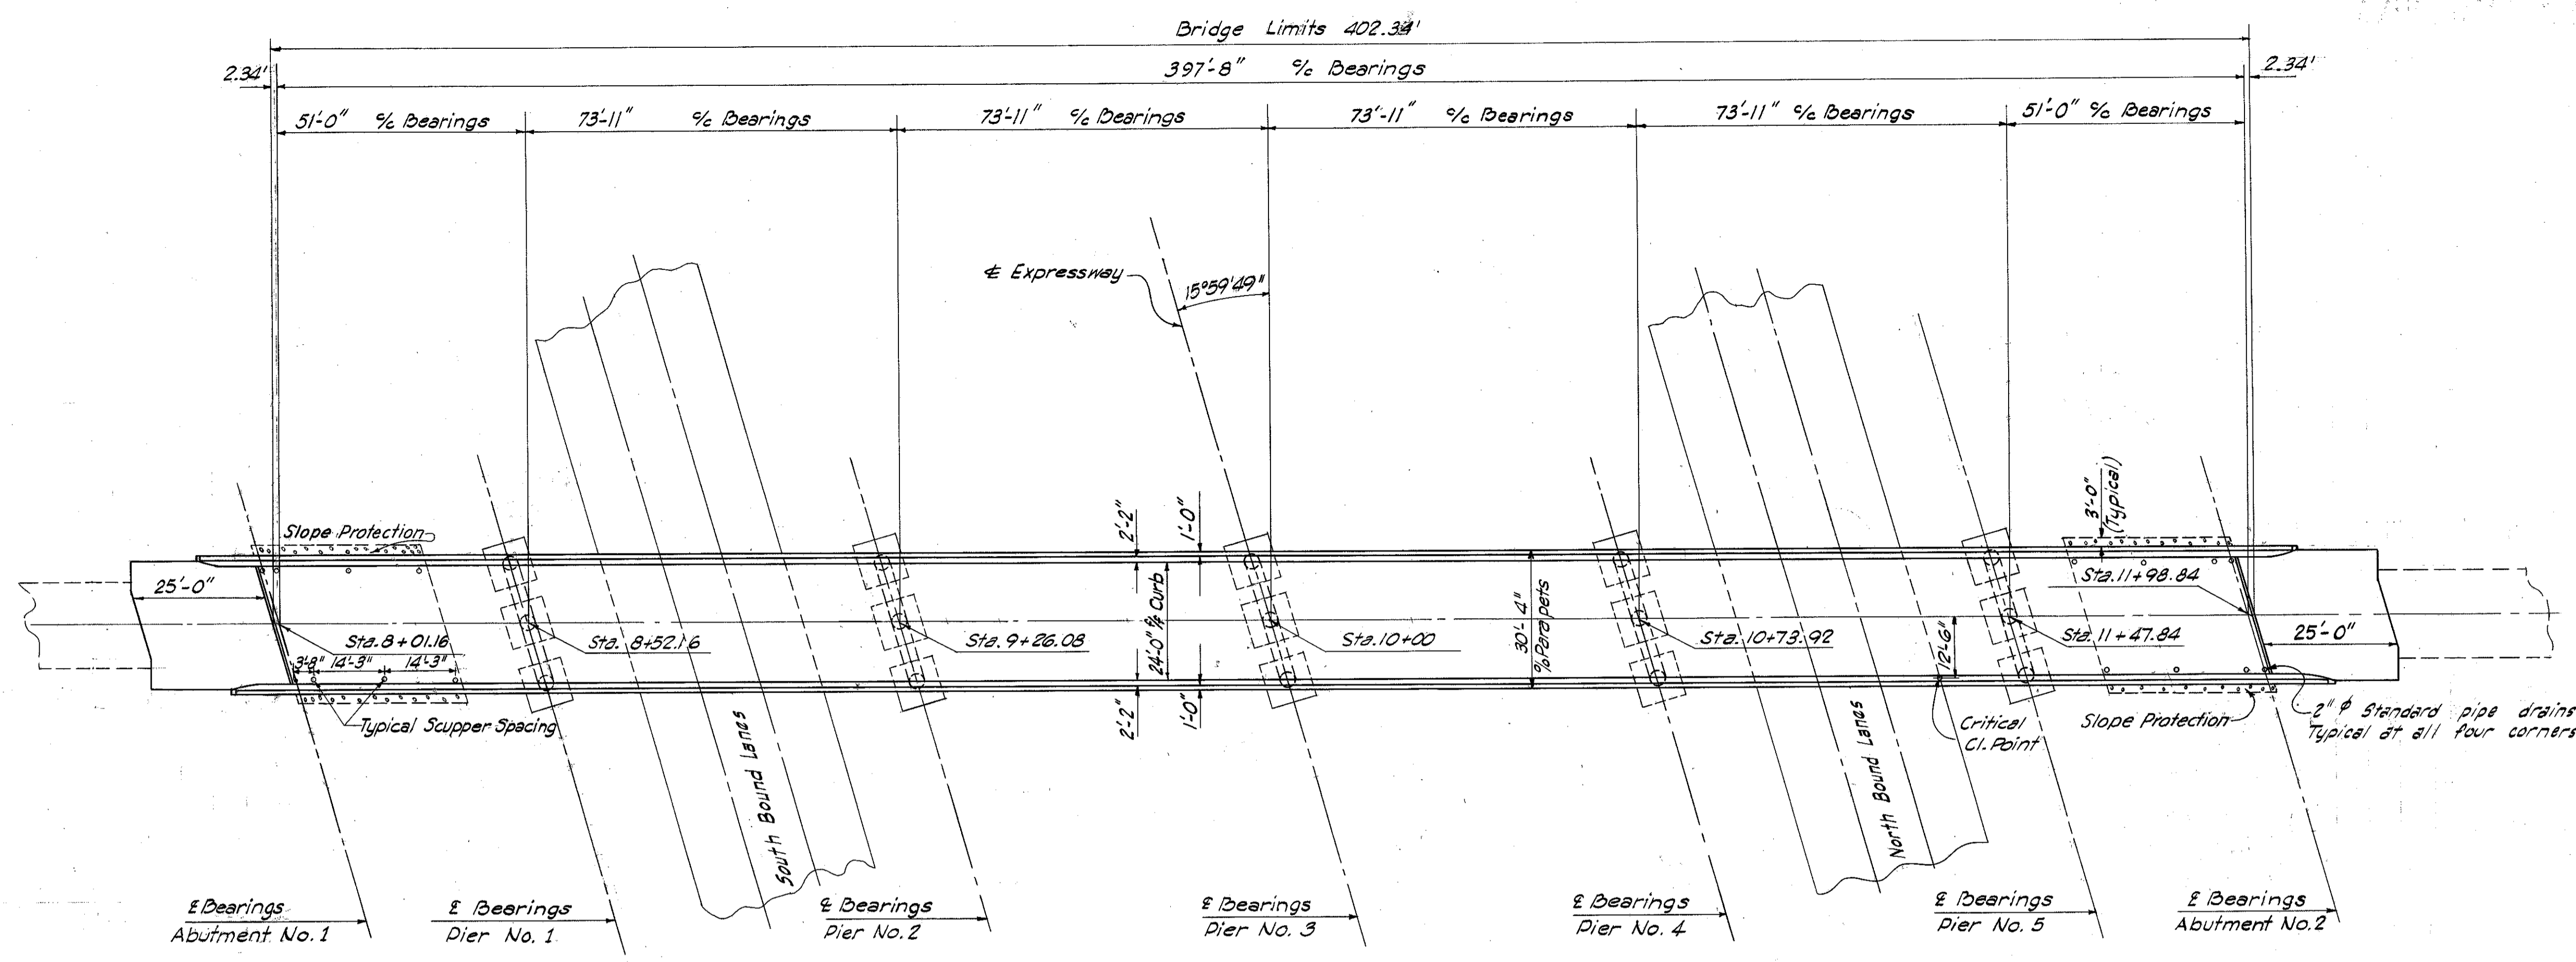 Bridge Limits 402.34'
2.34'
397'-8" c/c Bearings
2.34'
51'-0" c/c Bearings
73'-11" c/c Bearings
73'-11" c/c Bearings
73'-11" c/c Bearings
73'-11" c/c Bearings
51'-0" c/c Bearings
℄ Expressway
15°59'49"
Slope Protection
2'-2"
1'-0"
3'-0"
(Typical)
25'-0"
Sta. 8+01.16
Sta. 8+52.16
Sta. 9+26.08
24'-0" c/c Curb
Sta. 10+00
30'-4"
% Parapets
Sta. 10+73.92
12'-6"
Sta. 11+47.84
Sta. 11+98.84
25'-0"
3'-8" 14'-3" 14'-3"
Typical Scupper Spacing
South Bound Lanes
2'-2"
1'-0"
North Bound Lanes
Critical
Cl. Point
Slope Protection
2" φ Standard pipe drains
Typical at all four corners
℄ Bearings
Abutment No. 1
℄ Bearings
Pier No. 1
℄ Bearings
Pier No. 2
℄ Bearings
Pier No. 3
℄ Bearings
Pier No. 4
℄ Bearings
Pier No. 5
℄ Bearings
Abutment No. 2